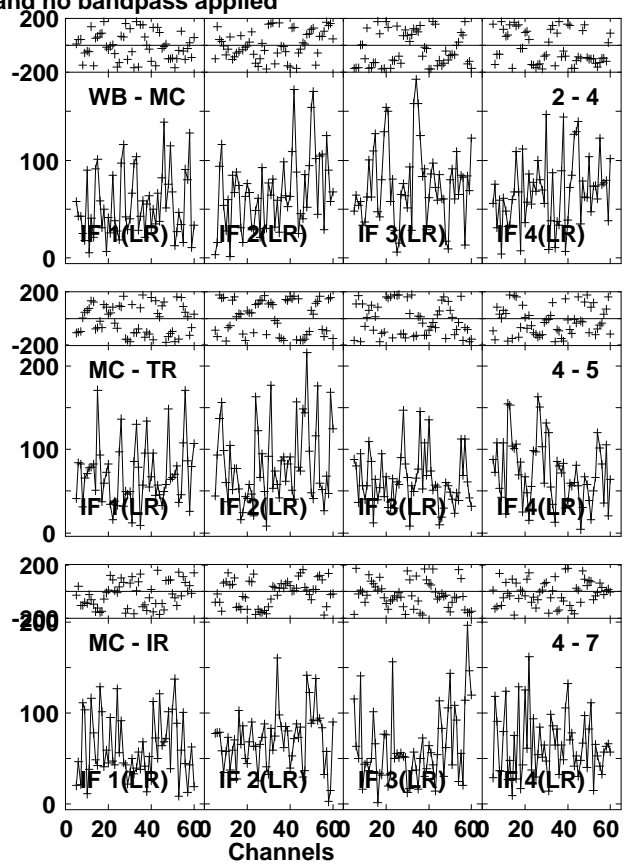 and no bandpass applied
200
-200
WB - MC 2 - 4
100
IF 1(LR) IF 2(LR) IF 3(LR) IF 4(LR)
0
200
-200
MC - TR 4 - 5
200
100
IF 1(LR) IF 2(LR) IF 3(LR) IF 4(LR)
0
200
-200
200
MC - IR 4 - 7
100
IF 1(LR) IF 2(LR) IF 3(LR) IF 4(LR)
0
0 20 40 60 0 20 40 60 0 20 40 60 0 20 40 60
Channels